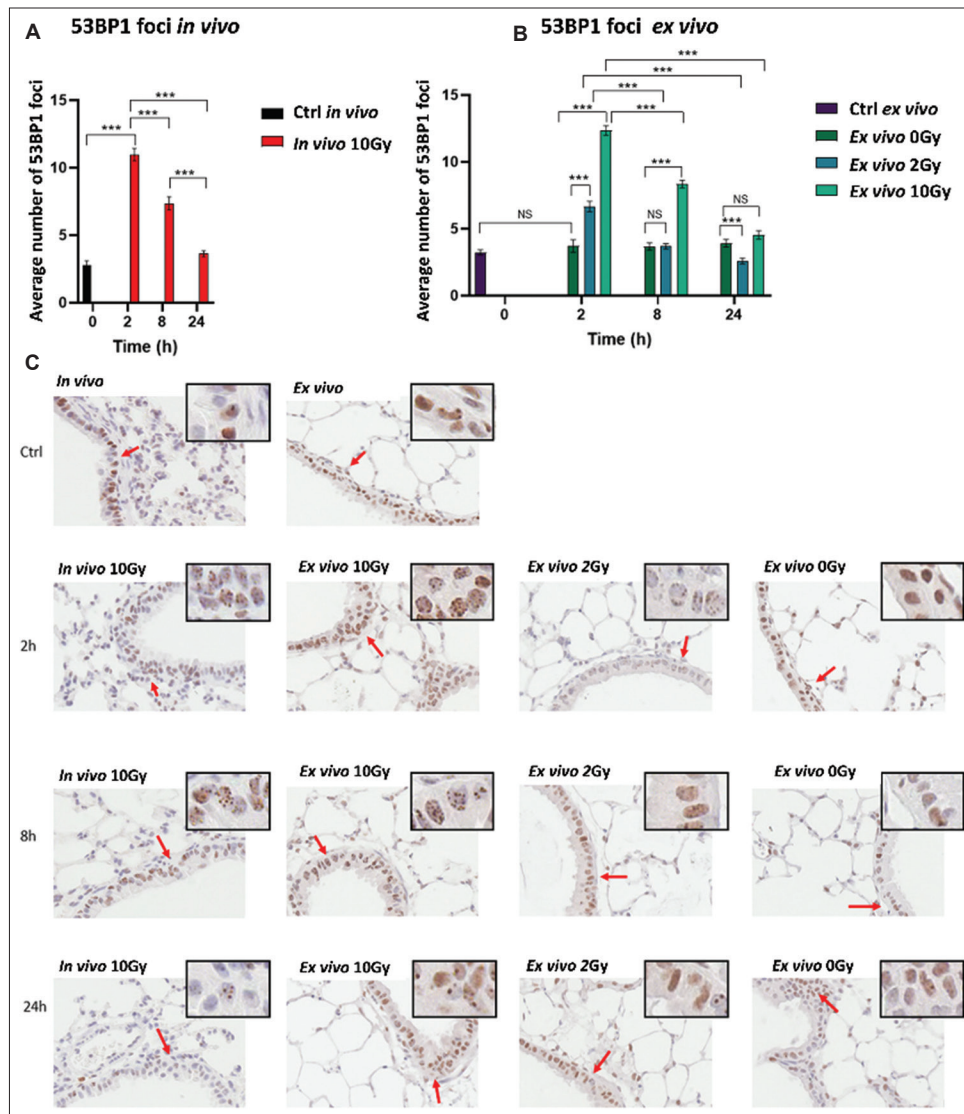 A 53BP1 foci in vivo
Average number of 53BP1 foci
15
10
5
0
***
***
***
***
0 2 8 24
Time (h)
Ctrl in vivo
In vivo 10Gy
B 53BP1 foci ex vivo
Average number of 53BP1 foci
15
10
5
0
***
***
***
*** ***
***
***
NS
NS
NS
***
0 2 8 24
Time (h)
Ctrl ex vivo
Ex vivo 0Gy
Ex vivo 2Gy
Ex vivo 10Gy
C
In vivo Ex vivo
Ctrl
In vivo 10Gy Ex vivo 10Gy Ex vivo 2Gy Ex vivo 0Gy
2h
In vivo 10Gy Ex vivo 10Gy Ex vivo 2Gy Ex vivo 0Gy
8h
In vivo 10Gy Ex vivo 10Gy Ex vivo 2Gy Ex vivo 0Gy
24h